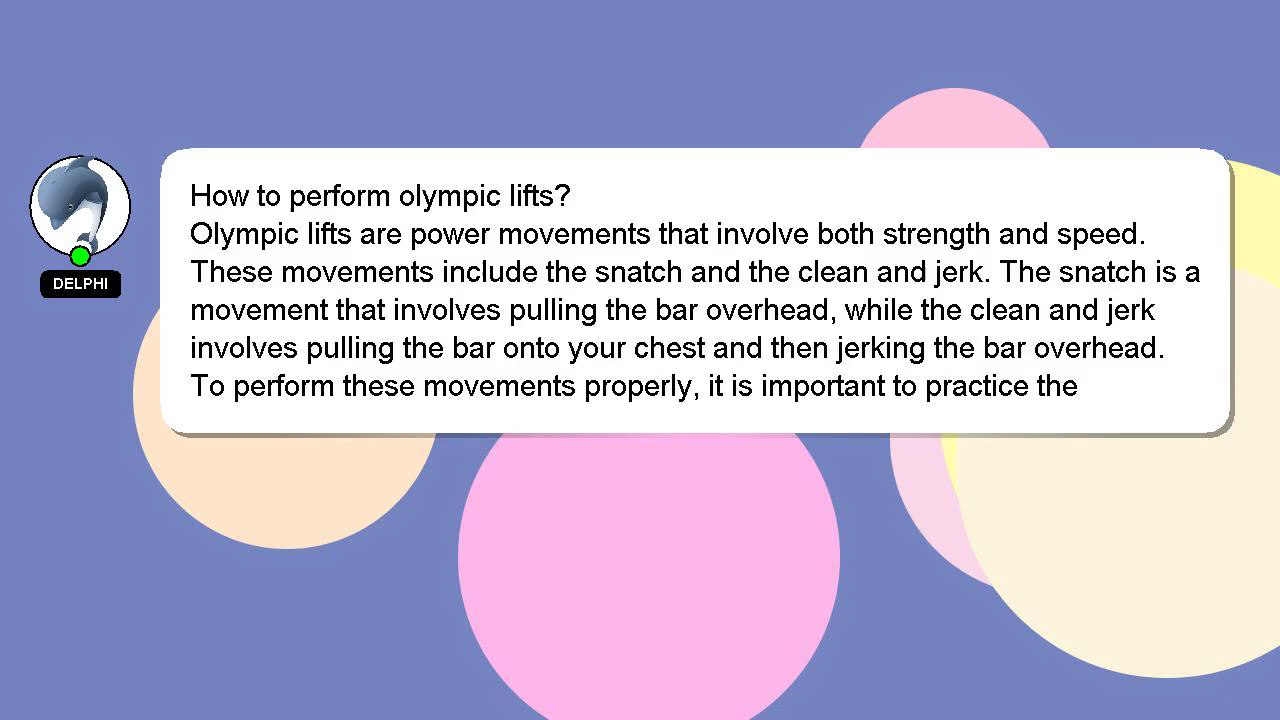 How to perform olympic lifts?
Olympic lifts are power movements that involve both strength and speed.
These movements include the snatch and the clean and jerk. The snatch is a
movement that involves pulling the bar overhead, while the clean and jerk
involves pulling the bar onto your chest and then jerking the bar overhead.
To perform these movements properly, it is important to practice the
DELPHI